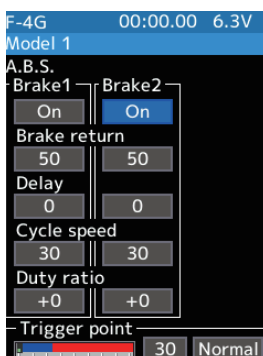 F-4G 00:00.00 6.3V
Model 1
A.B.S.
Brake1 Brake2
On On
Brake return
50 50
Delay
0 0
Cycle speed
30 30
Duty ratio
+0 +0
Trigger point
30 Normal